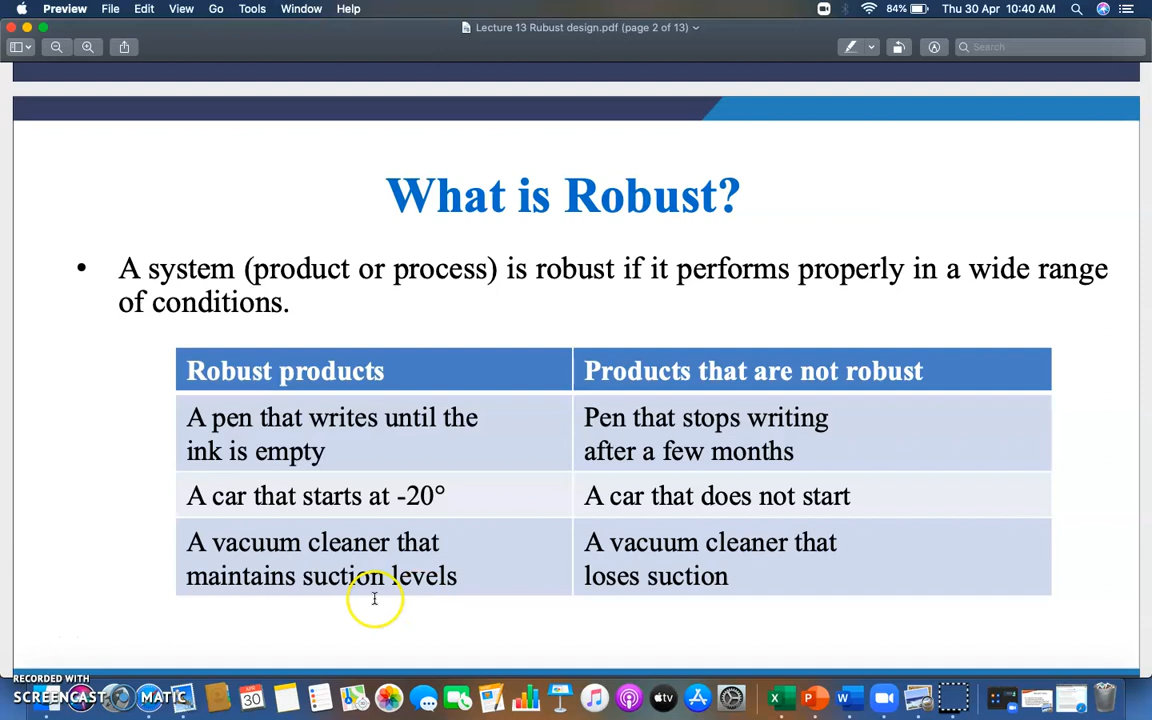 Preview File Edit View Go Tools Window Help 84% Thu 30 Apr 10:40 AM
Lecture 13 Robust design.pdf (page 2 of 13)
Search
What is Robust?
• A system (product or process) is robust if it performs properly in a wide range
of conditions.
Robust products Products that are not robust
A pen that writes until the Pen that stops writing
ink is empty after a few months
A car that starts at -20° A car that does not start
A vacuum cleaner that A vacuum cleaner that
maintains suction levels loses suction
RECORDED WITH
SCREENCAST MATIC
APR
30
tv